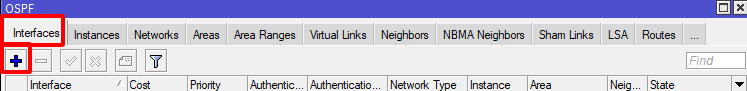 OSPF
Interfaces Instances Networks Areas Area Ranges Virtual Links Neighbors NBMA Neighbors Sham Links LSA Routes ...
Find
Interface Cost Priority Authentic... Authenticatio... Network Type Instance Area Neig... State